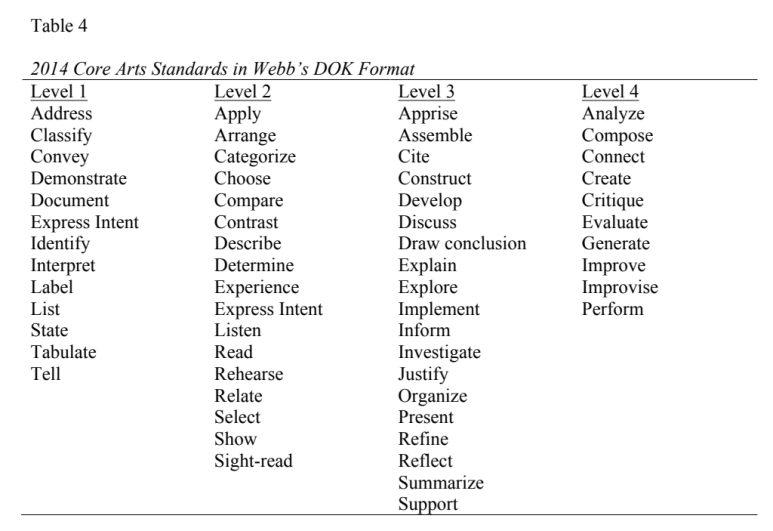 Table 4
2014 Core Arts Standards in Webb's DOK Format
Level 1 Level 2 Level 3 Level 4
Address Apply Apprise Analyze
Classify Arrange Assemble Compose
Convey Categorize Cite Connect
Demonstrate Choose Construct Create
Document Compare Develop Critique
Express Intent Contrast Discuss Evaluate
Identify Describe Draw conclusion Generate
Interpret Determine Explain Improve
Label Experience Explore Improvise
List Express Intent Implement Perform
State Listen Inform
Tabulate Read Investigate
Tell Rehearse Justify
Relate Organize
Select Present
Show Refine
Sight-read Reflect
Summarize
Support